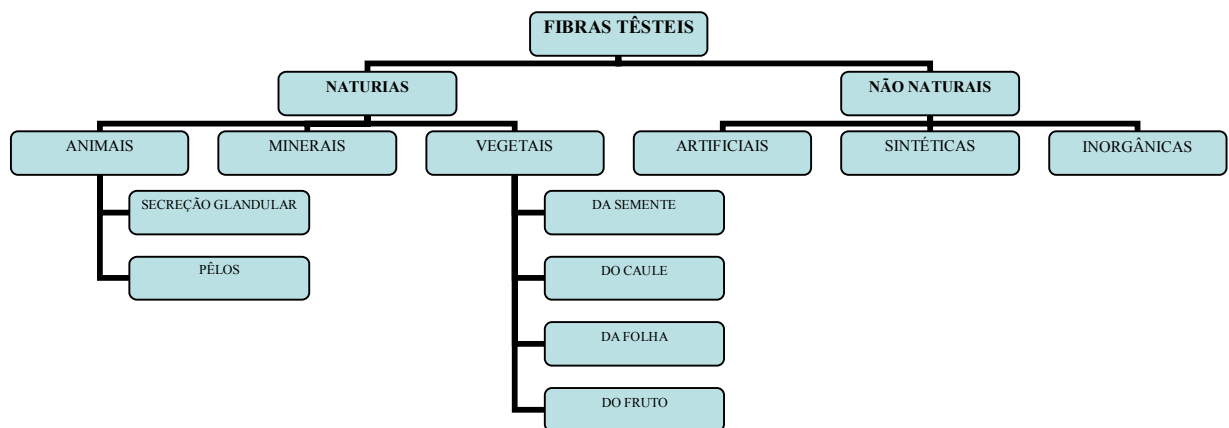 FIBRAS TÊSTEIS
NATURIAS
NÃO NATURAIS
ANIMAIS
MINERAIS
VEGETAIS
ARTIFICIAIS
SINTÉTICAS
INORGÂNICAS
SECREÇÃO GLANDULAR
PÊLOS
DA SEMENTE
DO CAULE
DA FOLHA
DO FRUTO